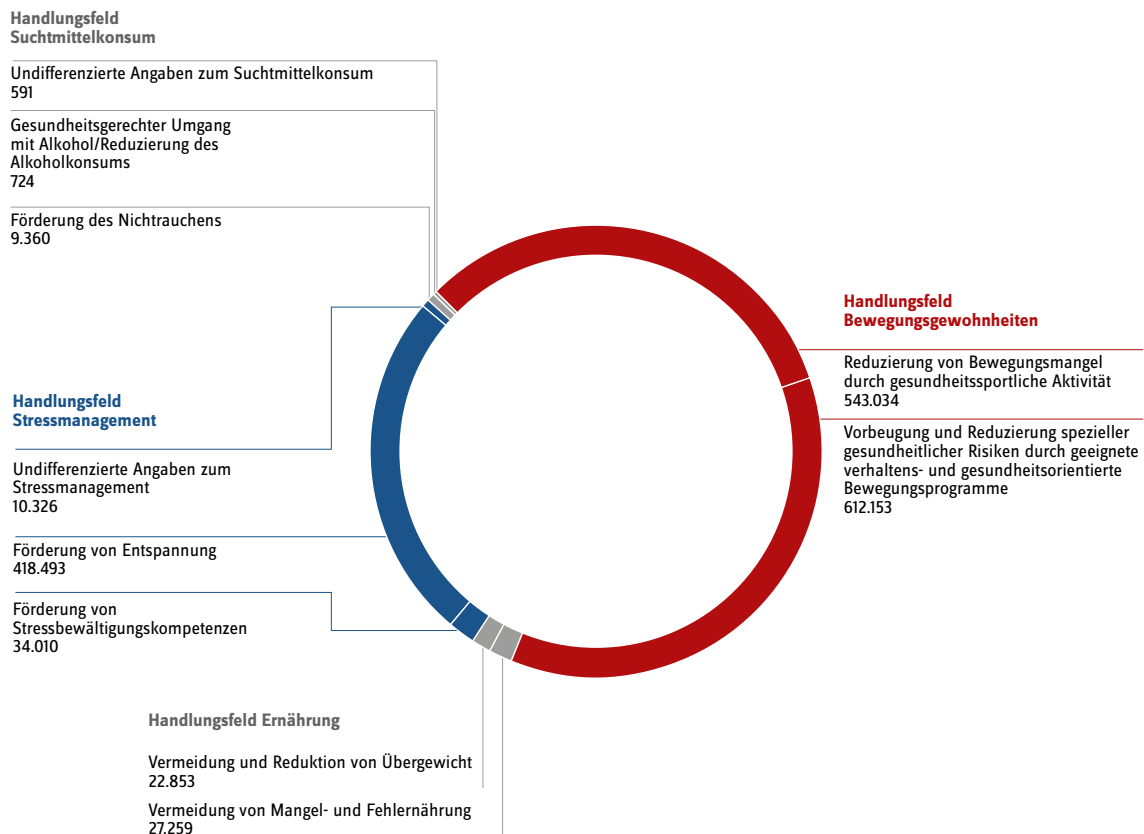 Handlungsfeld
Suchtmittelkonsum
Undifferenzierte Angaben zum Suchtmittelkonsum
591
Gesundheitsgerechter Umgang
mit Alkohol/Reduzierung des
Alkoholkonsums
724
Förderung des Nichtrauchens
9.360
Handlungsfeld
Stressmanagement
Undifferenzierte Angaben zum
Stressmanagement
10.326
Förderung von Entspannung
418.493
Förderung von
Stressbewältigungskompetenzen
34.010
Handlungsfeld Ernährung
Vermeidung und Reduktion von Übergewicht
22.853
Vermeidung von Mangel- und Fehlernährung
27.259
Handlungsfeld
Bewegungsgewohnheiten
Reduzierung von Bewegungsmangel
durch gesundheitssportliche Aktivität
543.034
Vorbeugung und Reduzierung spezieller
gesundheitlicher Risiken durch geeignete
verhaltens- und gesundheitsorientierte
Bewegungsprogramme
612.153